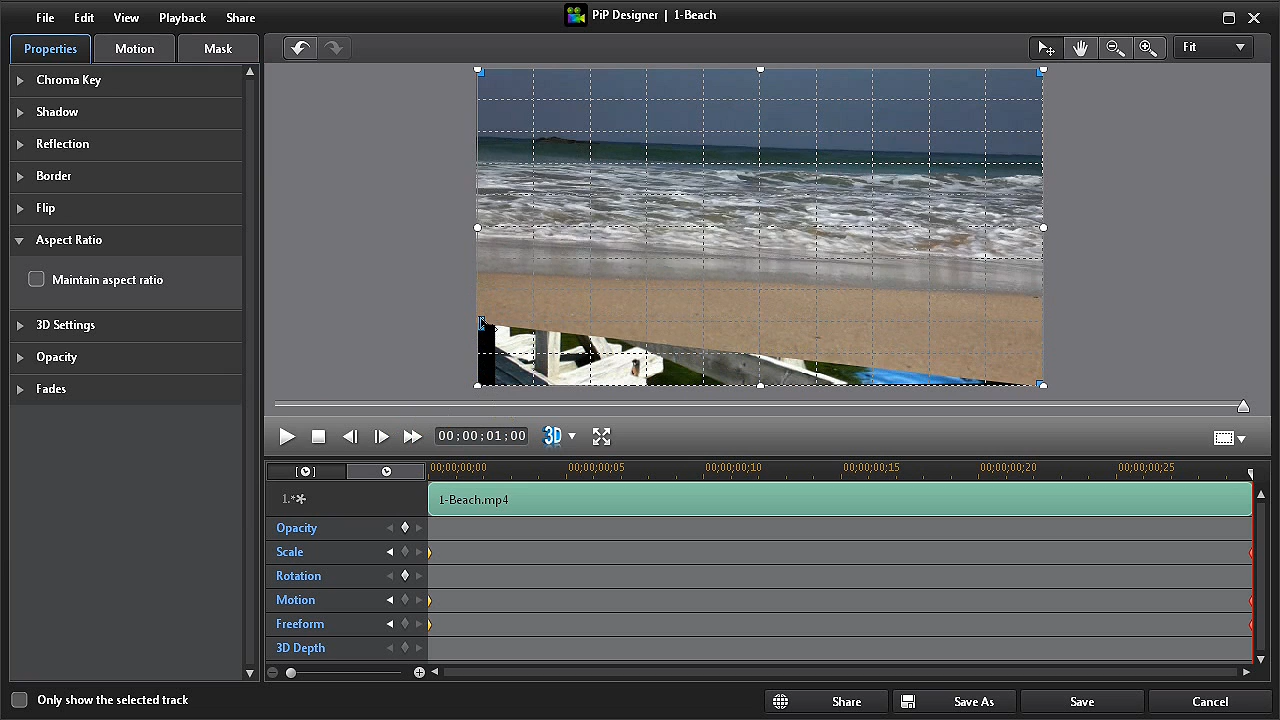 PiP Designer | 1-Beach
File Edit View Playback Share
Properties Motion Mask
Fit
Chroma Key
Shadow
Reflection
Border
Flip
Aspect Ratio
Maintain aspect ratio
3D Settings
Opacity
Fades
00;00;01;00
3D
00;00;00;00 00;00;00;05 00;00;00;10 00;00;00;15 00;00;00;20 00;00;00;25
1.
1-Beach.mp4
Opacity
Scale
Rotation
Motion
Freeform
3D Depth
Only show the selected track
Share Save As Save Cancel